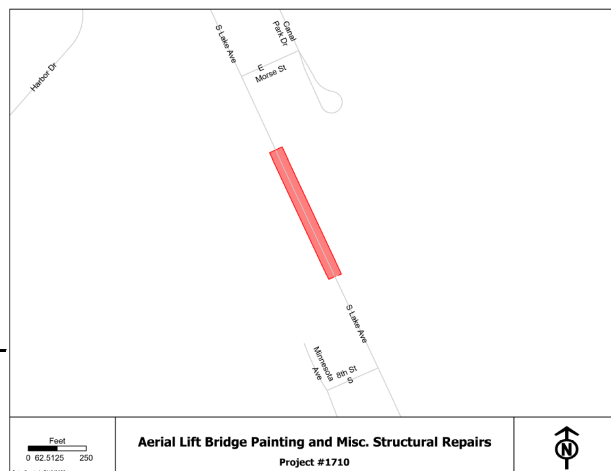 S Lake Ave
Canal
Park Dr
Harbor Dr
E
Morse St
S Lake Ave
Minnesota
Ave
8th St
S
Feet
0 62.5125 250
Aerial Lift Bridge Painting and Misc. Structural Repairs
Project #1710
N